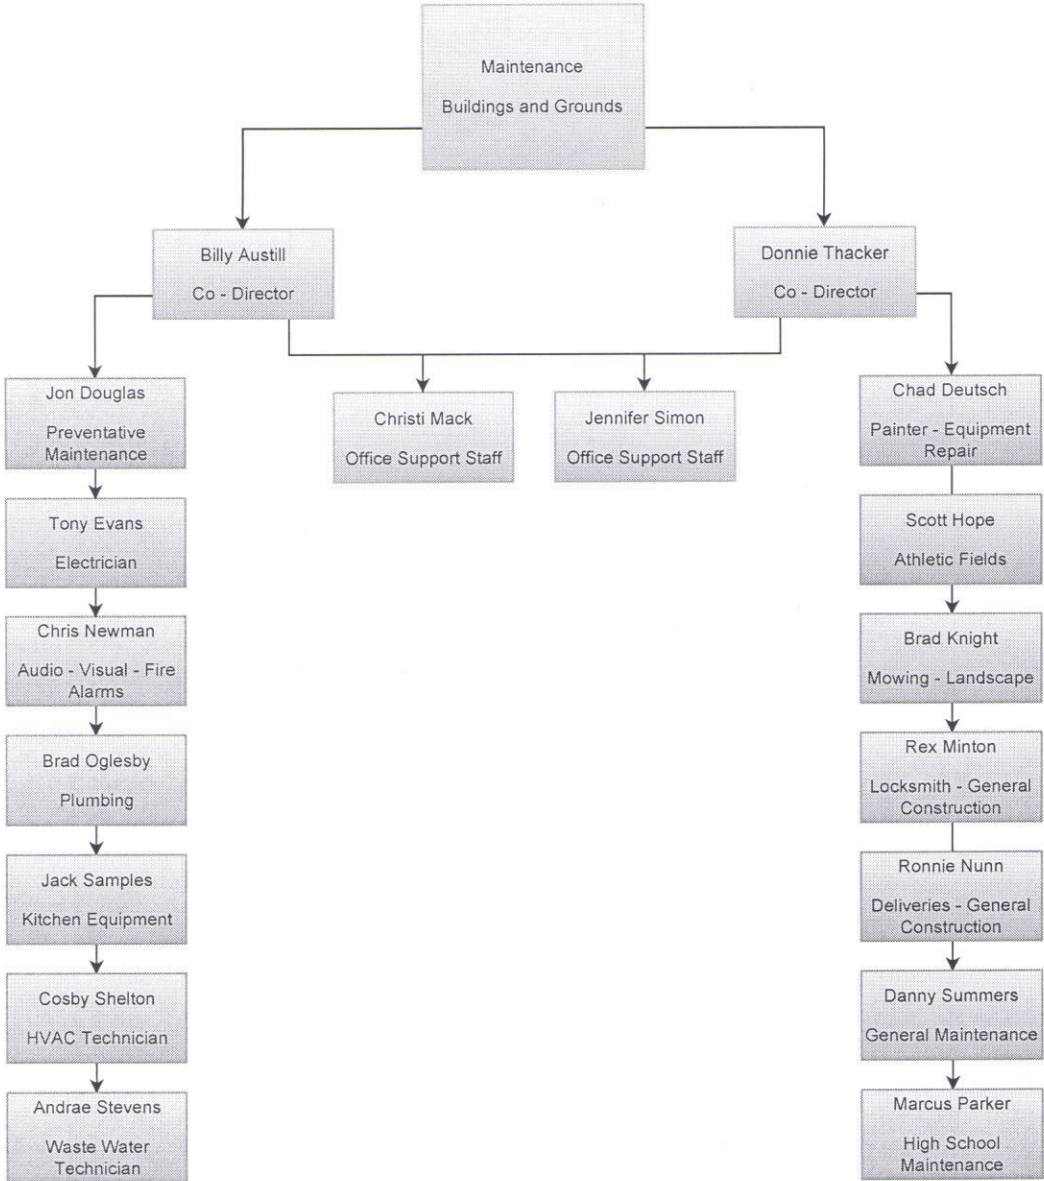 Maintenance
Buildings and Grounds
Billy Austill
Co - Director
Donnie Thacker
Co - Director
Jon Douglas
Preventative
Maintenance
Christi Mack
Office Support Staff
Jennifer Simon
Office Support Staff
Chad Deutsch
Painter - Equipment
Repair
Tony Evans
Electrician
Scott Hope
Athletic Fields
Chris Newman
Audio - Visual - Fire
Alarms
Brad Knight
Mowing - Landscape
Brad Oglesby
Plumbing
Rex Minton
Locksmith - General
Construction
Jack Samples
Kitchen Equipment
Ronnie Nunn
Deliveries - General
Construction
Cosby Shelton
HVAC Technician
Danny Summers
General Maintenance
Andrae Stevens
Waste Water
Technician
Marcus Parker
High School
Maintenance